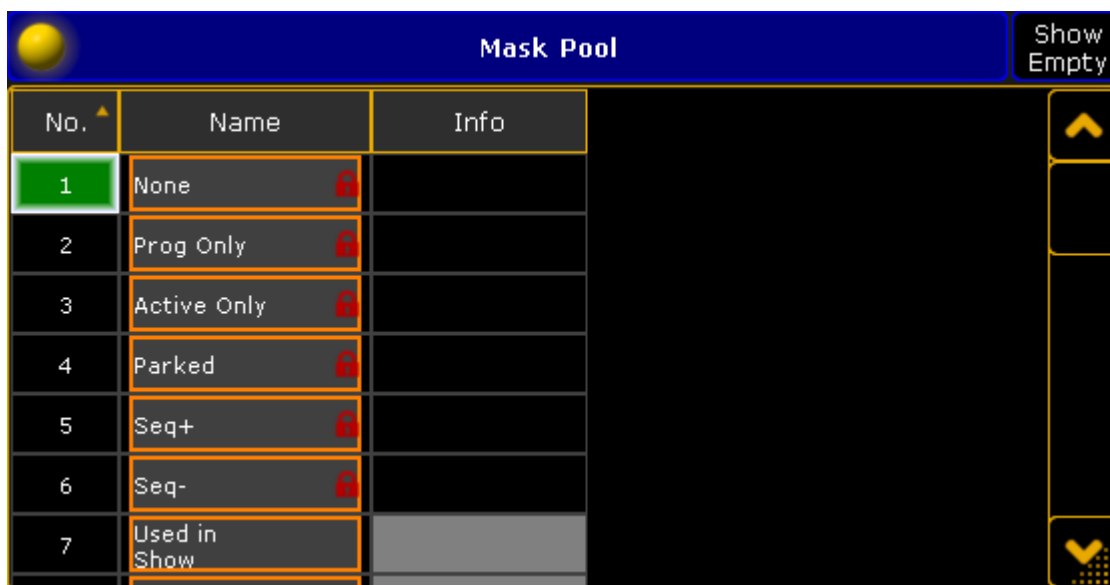 Mask Pool
Show
Empty
No. Name Info
1 None
2 Prog Only
3 Active Only
4 Parked
5 Seq+
6 Seq-
7 Used in
Show